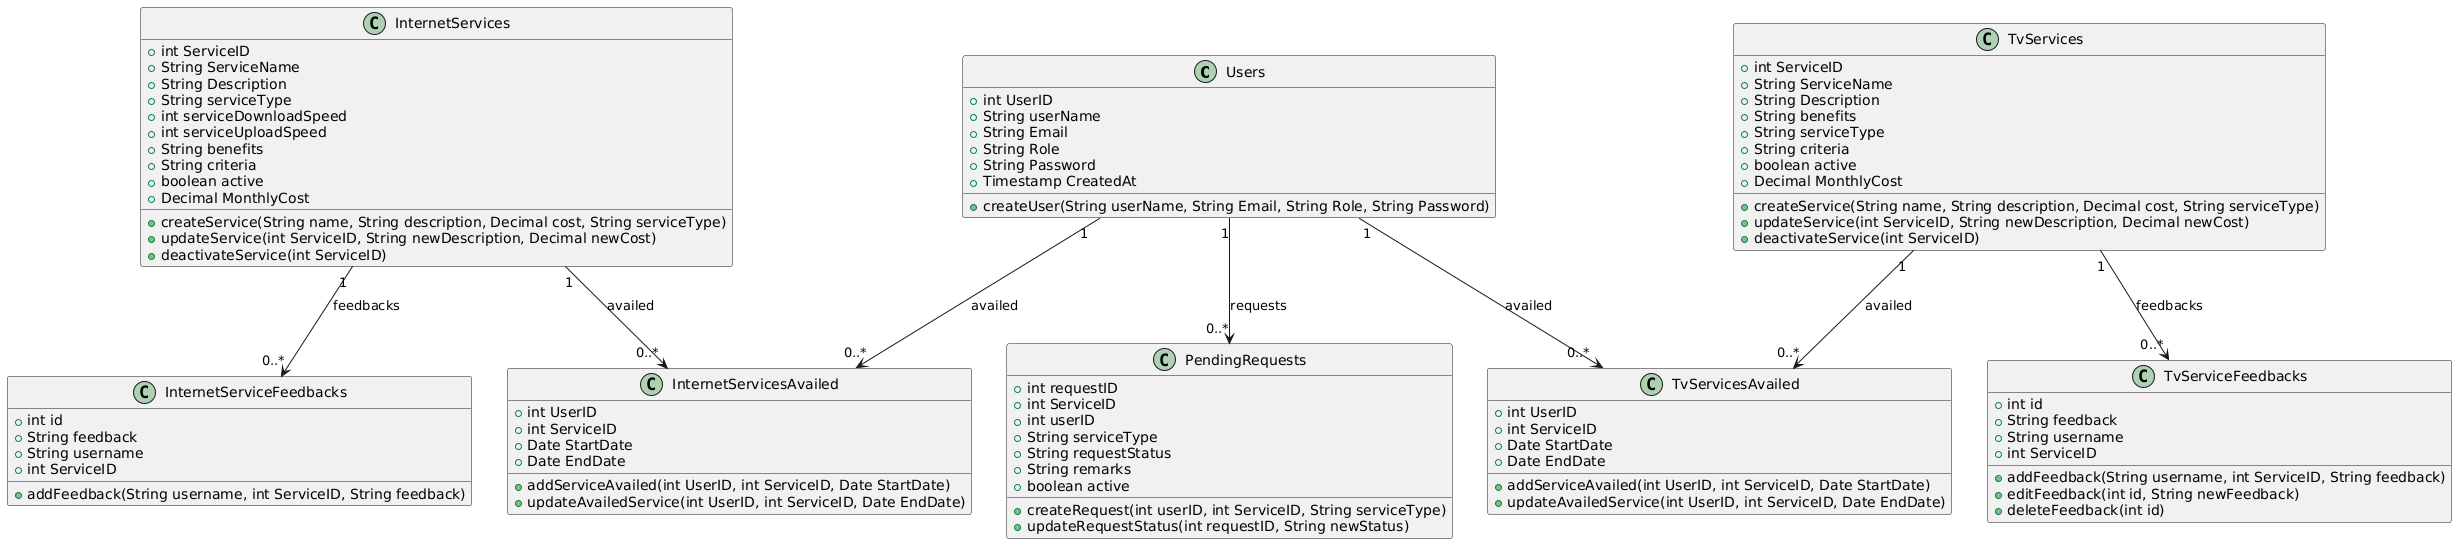 InternetServices
int ServiceID
String ServiceName
String Description
String serviceType
int serviceDownloadSpeed
int serviceUploadSpeed
String benefits
String criteria
boolean active
Decimal MonthlyCost
createService(String name, String description, Decimal cost, String serviceType)
updateService(int ServiceID, String newDescription, Decimal newCost)
deactivateService(int ServiceID)
Users
int UserID
String userName
String Email
String Role
String Password
Timestamp CreatedAt
createUser(String userName, String Email, String Role, String Password)
TvServices
int ServiceID
String ServiceName
String Description
String benefits
String serviceType
String criteria
boolean active
Decimal MonthlyCost
createService(String name, String description, Decimal cost, String serviceType)
updateService(int ServiceID, String newDescription, Decimal newCost)
deactivateService(int ServiceID)
1
feedbacks
0..*
1
availed
0..*
1
availed
0..*
1
requests
0..*
1
availed
0..*
1
availed
0..*
1
feedbacks
0..*
InternetServiceFeedbacks
int id
String feedback
String username
int ServiceID
addFeedback(String username, int ServiceID, String feedback)
InternetServicesAvailed
int UserID
int ServiceID
Date StartDate
Date EndDate
addServiceAvailed(int UserID, int ServiceID, Date StartDate)
updateAvailedService(int UserID, int ServiceID, Date EndDate)
PendingRequests
int requestID
int ServiceID
int userID
String serviceType
String requestStatus
String remarks
boolean active
createRequest(int userID, int ServiceID, String serviceType)
updateRequestStatus(int requestID, String newStatus)
TvServicesAvailed
int UserID
int ServiceID
Date StartDate
Date EndDate
addServiceAvailed(int UserID, int ServiceID, Date StartDate)
updateAvailedService(int UserID, int ServiceID, Date EndDate)
TvServiceFeedbacks
int id
String feedback
String username
int ServiceID
addFeedback(String username, int ServiceID, String feedback)
editFeedback(int id, String newFeedback)
deleteFeedback(int id)